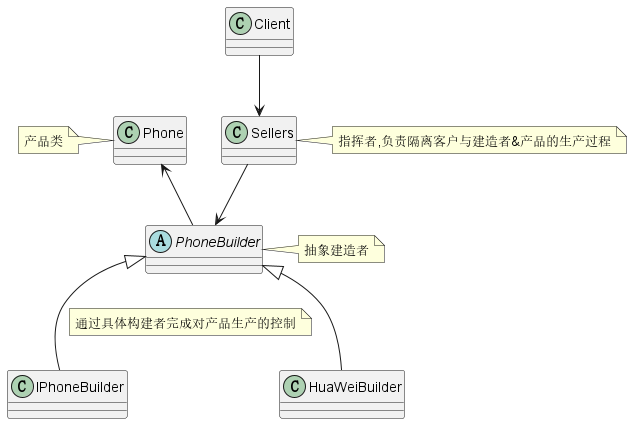 C Client
产品类
C Phone
C Sellers
指挥者,负责隔离客户与建造者&产品的生产过程
A PhoneBuilder
抽象建造者
通过具体构建者完成对产品生产的控制
C IPhoneBuilder
C HuaWeiBuilder